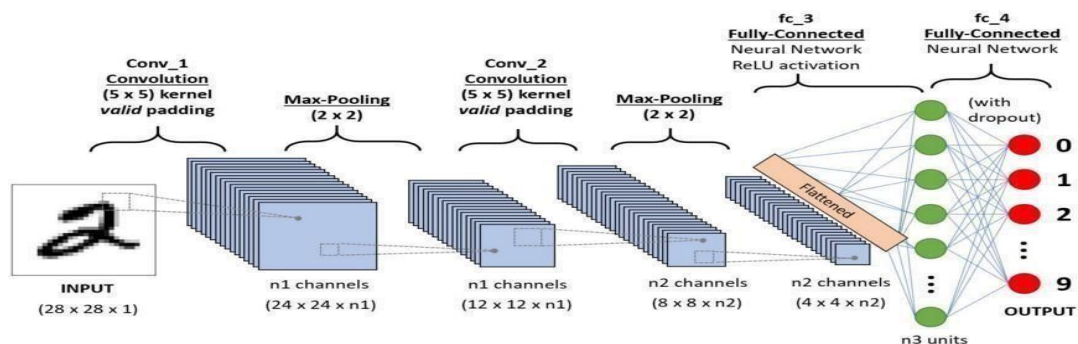 fc_3
Fully-Connected
Neural Network
ReLU activation
fc_4
Fully-Connected
Neural Network
Conv_1
Convolution
(5 x 5) kernel
valid padding
Max-Pooling
(2 x 2)
Conv_2
Convolution
(5 x 5) kernel
valid padding
Max-Pooling
(2 x 2)
(with
dropout)
0
1
2
9
Flattened
INPUT
(28 x 28 x 1)
n1 channels
(24 x 24 x n1)
n1 channels
(12 x 12 x n1)
n2 channels
(8 x 8 x n2)
n2 channels
(4 x 4 x n2)
OUTPUT
n3 units